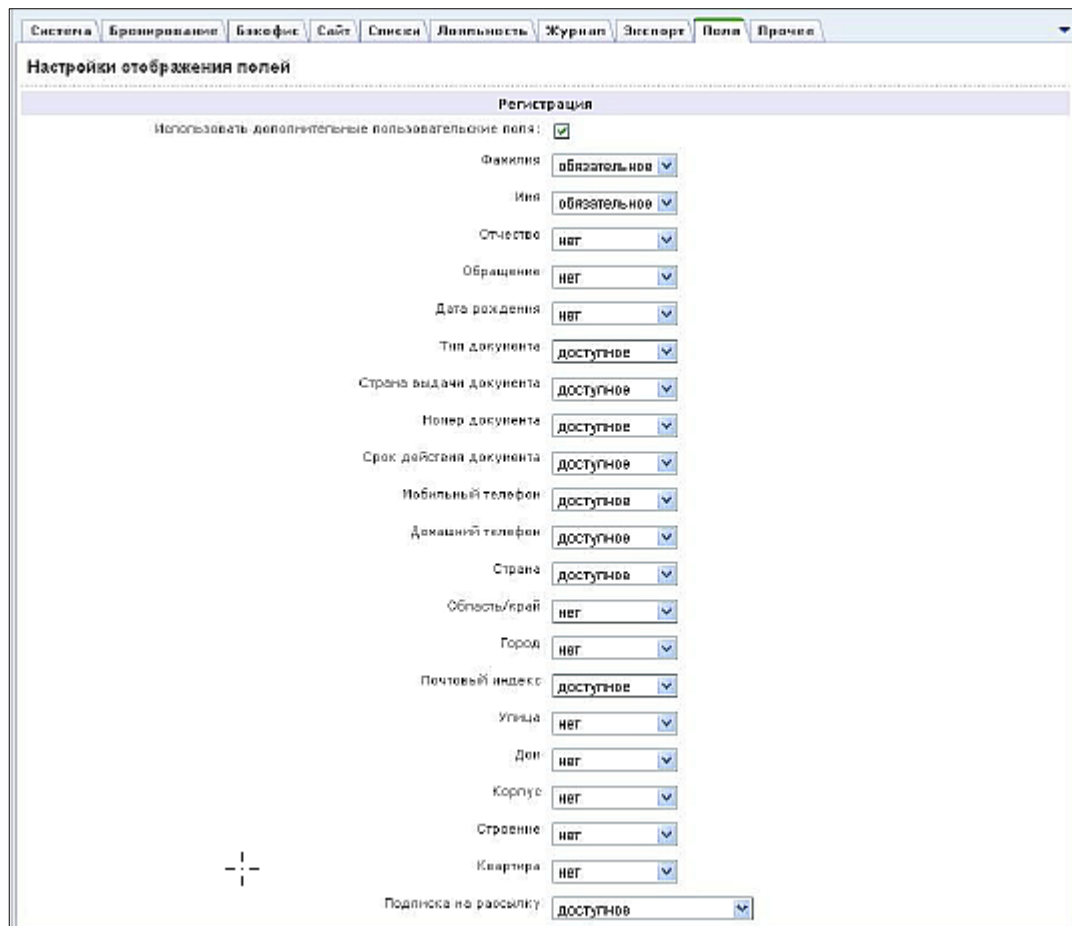 Система Бронирование Бэкофис Сайт Списки Лояльность Журнал Экспорт Поля Прочее
Настройки отображения полей
Регистрация
Использовать дополнительные пользовательские поля:
Фамилия обязательное
Имя обязательное
Отчество нет
Обращение нет
Дата рождения нет
Тип документа доступное
Страна выдачи документа доступное
Номер документа доступное
Срок действия документа доступное
Мобильный телефон доступное
Домашний телефон доступное
Страна доступное
Область/край нет
Город нет
Почтовый индекс доступное
Улица нет
Дом нет
Корпус нет
Строение нет
Квартира нет
Подписка на рассылку доступное